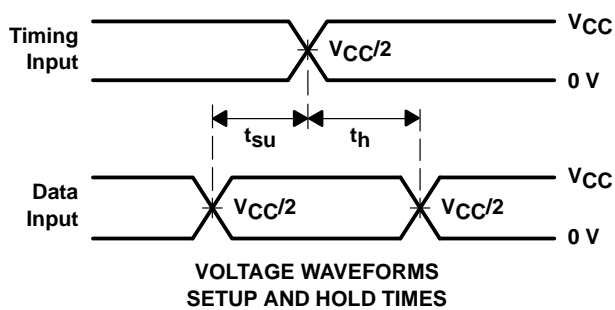 Timing
Input
VCC/2
VCC
0 V
tsu
th
Data
Input
VCC/2
VCC/2
VCC
0 V
VOLTAGE WAVEFORMS
SETUP AND HOLD TIMES